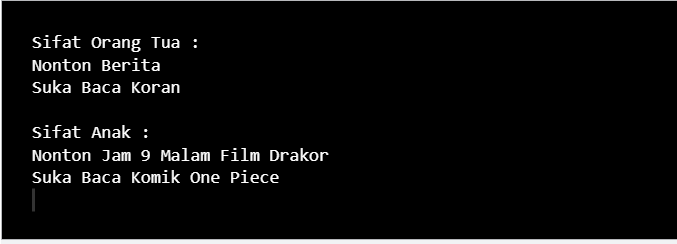 Sifat Orang Tua :
Nonton Berita
Suka Baca Koran
Sifat Anak :
Nonton Jam 9 Malam Film Drakor
Suka Baca Komik One Piece